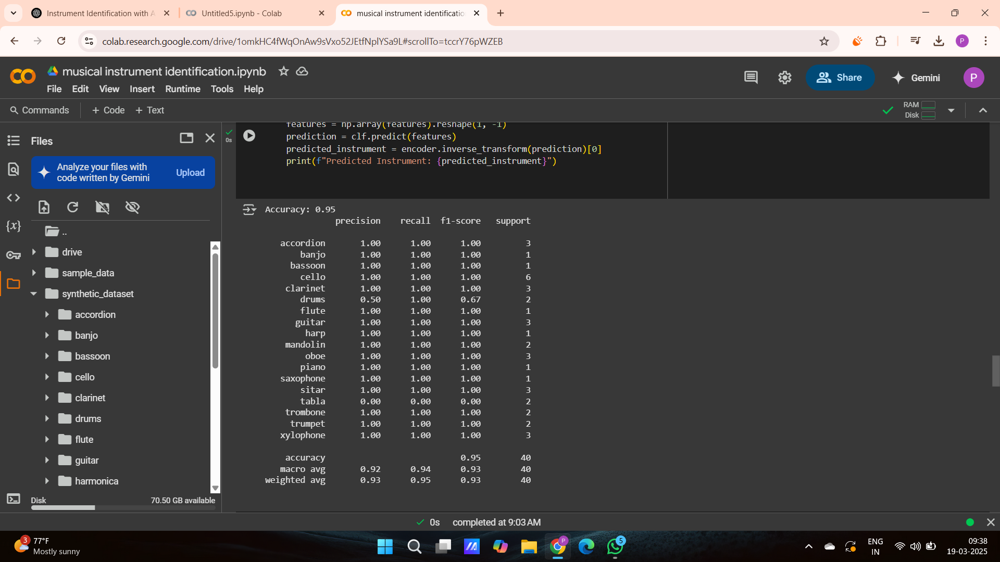 Instrument Identification with A
Untitled5.ipynb - Colab
musical instrument identificatio
colab.research.google.com/drive/1omkHC4fWqOnAw9sVxo52JEtfNplYSa9L#scrollTo=tccrY76pWZEB
P
CO
musical instrument identification.ipynb
File Edit View Insert Runtime Tools Help
Share
Gemini
P
Commands + Code + Text
RAM
Disk
Files
Analyze your files with
code written by Gemini
Upload
{x}
..
drive
sample_data
synthetic_dataset
accordion
banjo
bassoon
cello
clarinet
drums
flute
guitar
harmonica
Disk 70.50 GB available
0s
features = np.array(features).reshape(1, -1)
prediction = clf.predict(features)
predicted_instrument = encoder.inverse_transform(prediction)[0]
print(f"Predicted Instrument: {predicted_instrument}")
Accuracy: 0.95
precision recall f1-score support
accordion 1.00 1.00 1.00 3
banjo 1.00 1.00 1.00 1
bassoon 1.00 1.00 1.00 1
cello 1.00 1.00 1.00 6
clarinet 1.00 1.00 1.00 3
drums 0.50 1.00 0.67 2
flute 1.00 1.00 1.00 1
guitar 1.00 1.00 1.00 3
harp 1.00 1.00 1.00 1
mandolin 1.00 1.00 1.00 2
oboe 1.00 1.00 1.00 3
piano 1.00 1.00 1.00 1
saxophone 1.00 1.00 1.00 1
sitar 1.00 1.00 1.00 3
tabla 0.00 0.00 0.00 2
trombone 1.00 1.00 1.00 2
trumpet 1.00 1.00 1.00 2
xylophone 1.00 1.00 1.00 3
accuracy 0.95 40
macro avg 0.92 0.94 0.93 40
weighted avg 0.93 0.95 0.93 40
0s completed at 9:03 AM
3
77°F
Mostly sunny
P
5
ENG
IN
09:38
19-03-2025